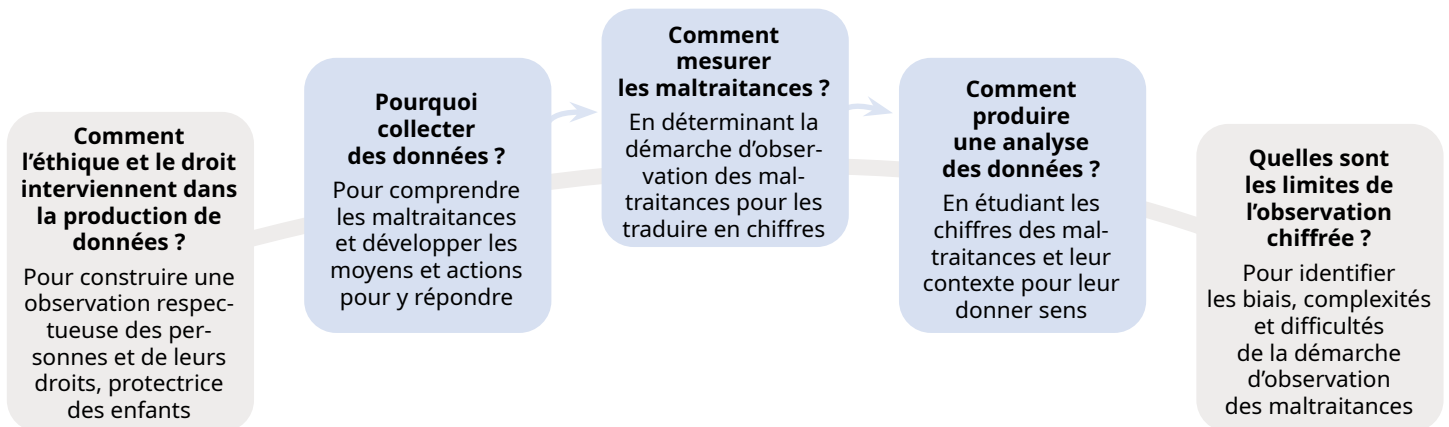 Comment
l’éthique et le droit
interviennent dans
la production de
données ?
Pour construire une
observation respec-
tueuse des per-
sonnes et de leurs
droits, protectrice
des enfants
Pourquoi
collecter
des données ?
Pour comprendre
les maltraitances
et développer les
moyens et actions
pour y répondre
Comment
mesurer
les maltraitances ?
En déterminant la
démarche d’obser-
vation des mal-
traitances pour les
traduire en chiffres
Comment
produire
une analyse
des données ?
En étudiant les
chiffres des mal-
traitances et leur
contexte pour leur
donner sens
Quelles sont
les limites de
l’observation
chiffrée ?
Pour identifier
les biais, complexités
et difficultés
de la démarche
d’observation
des maltraitances